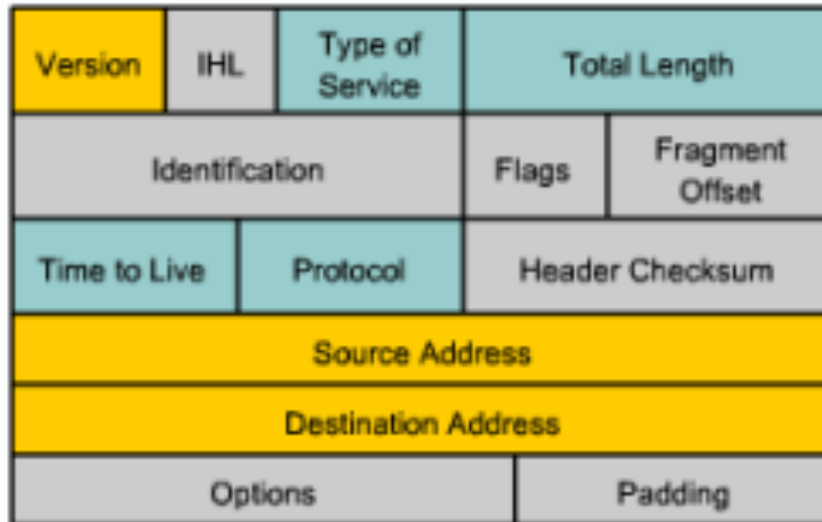 Version IHL Type of Service Total Length
Identification Flags Fragment Offset
Time to Live Protocol Header Checksum
Source Address
Destination Address
Options Padding